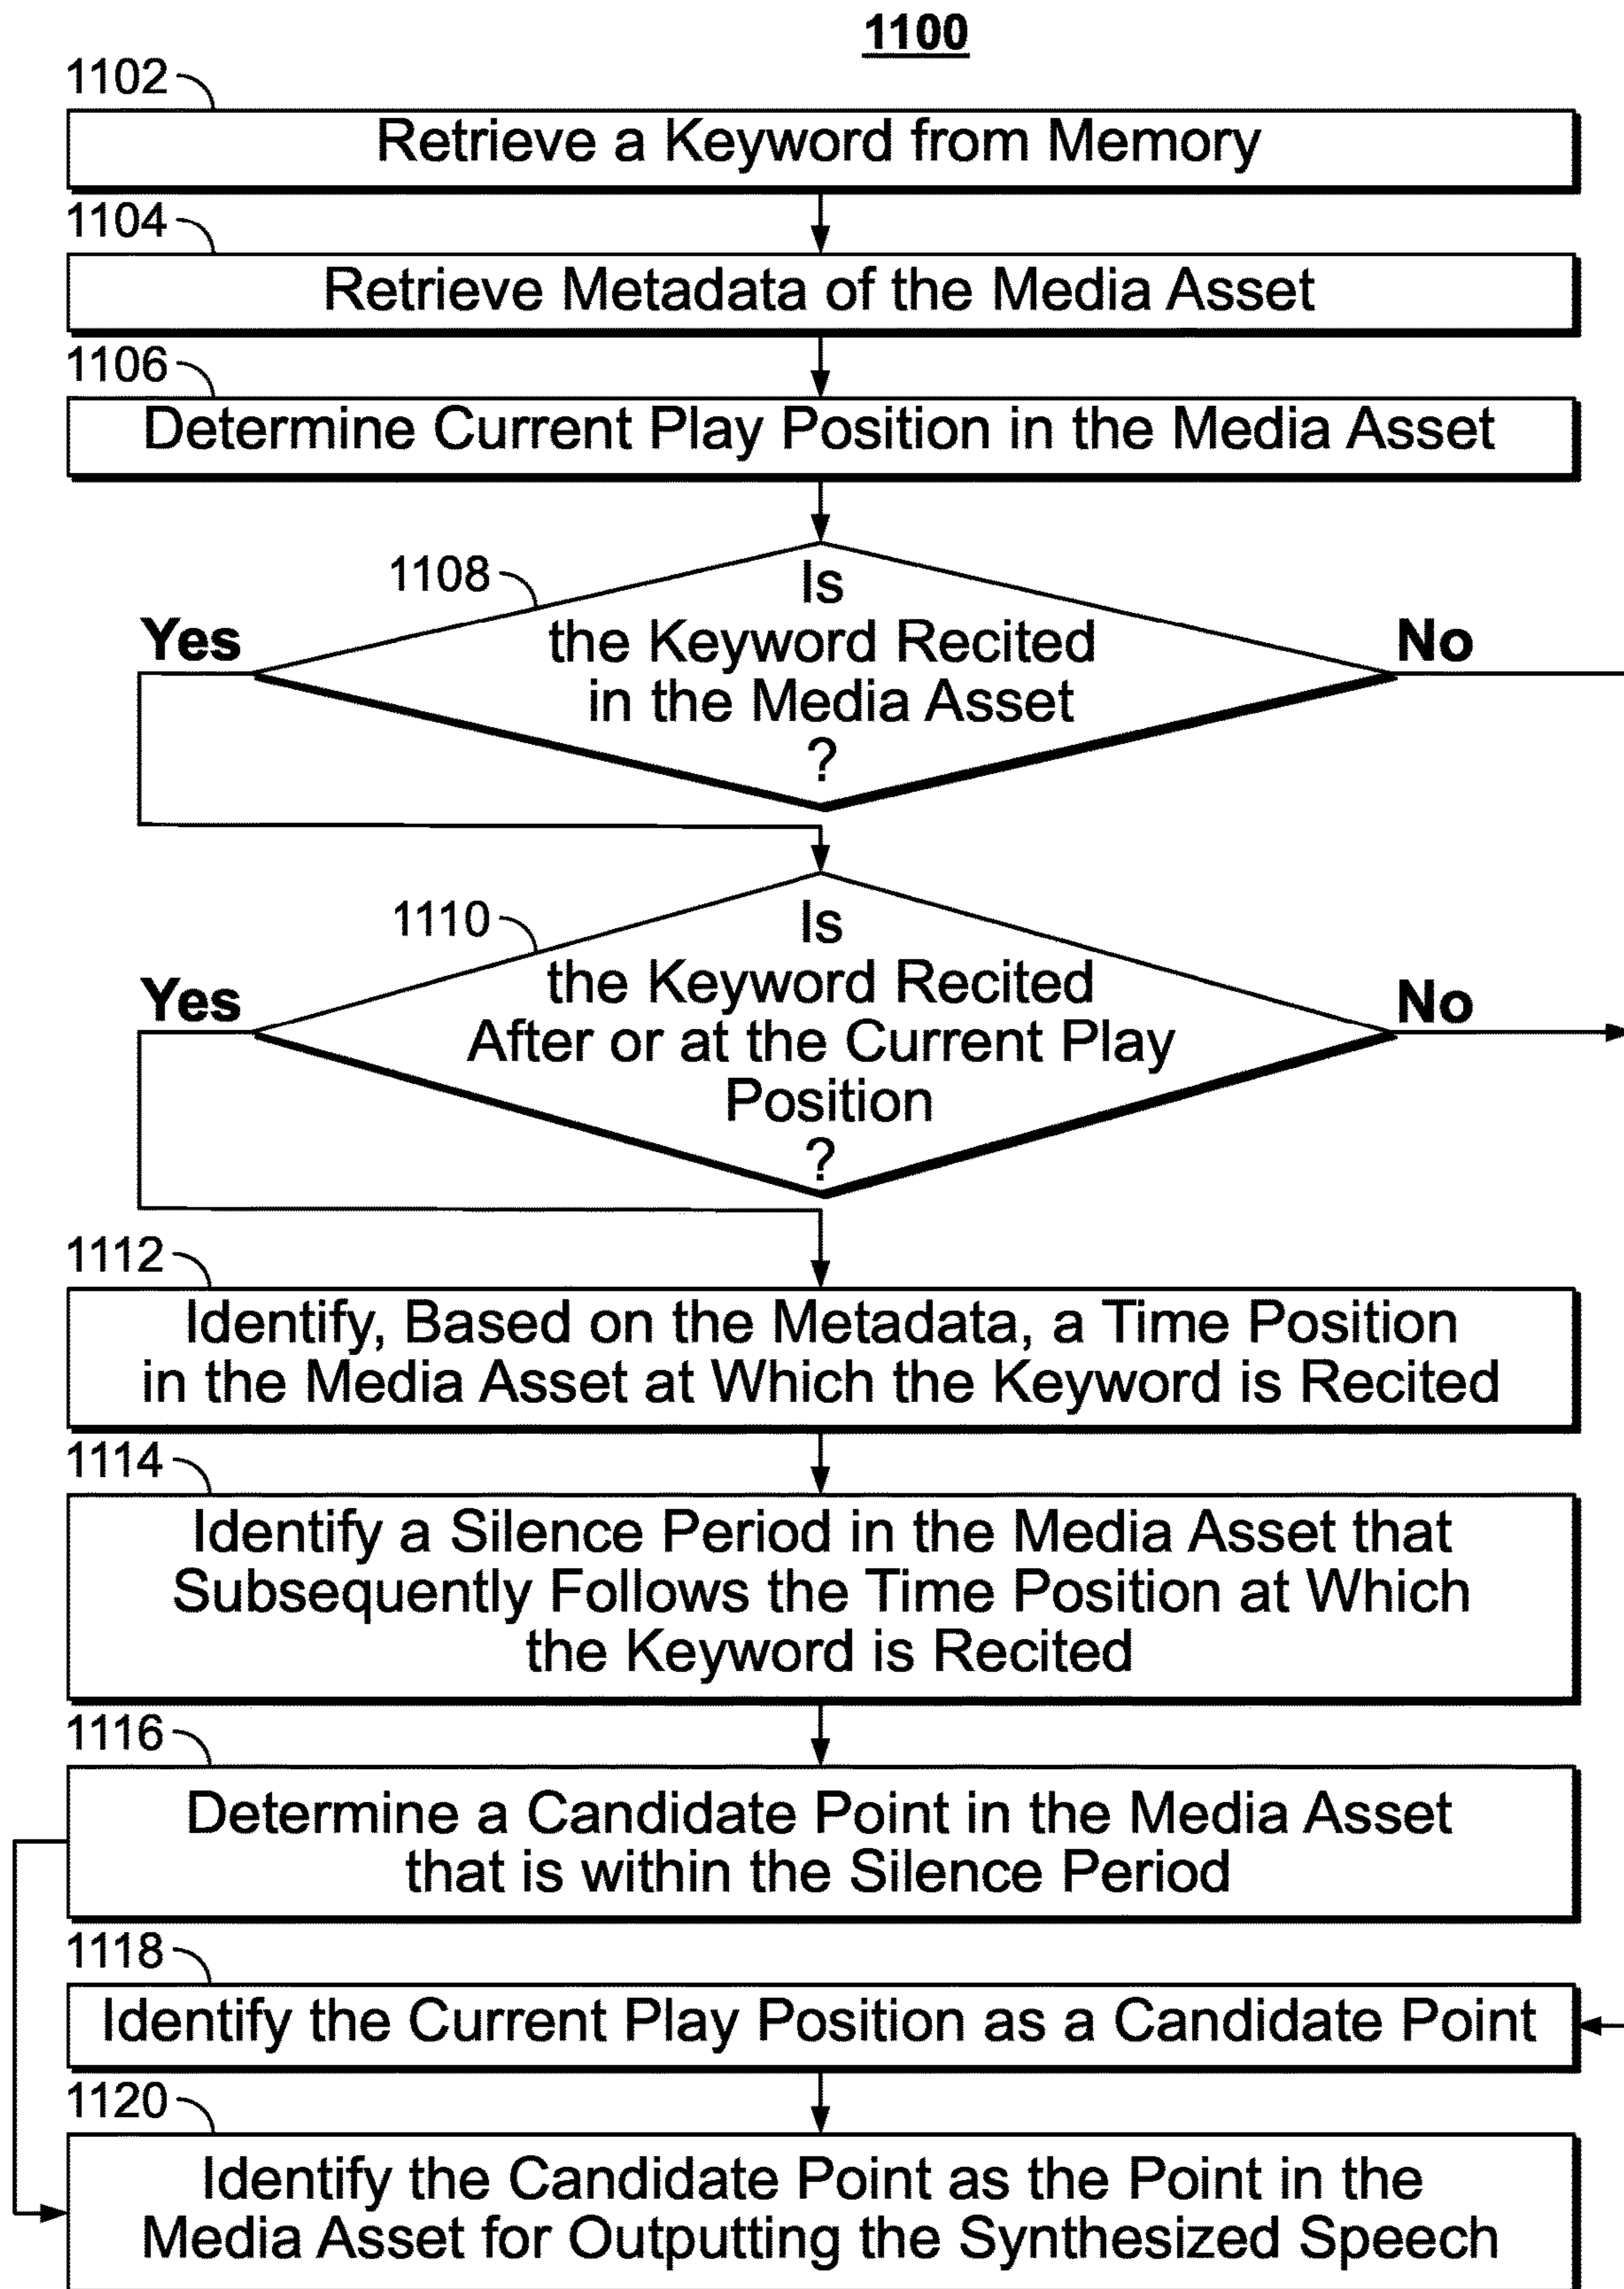 1100
1102
Retrieve a Keyword from Memory
1104
Retrieve Metadata of the Media Asset
1106
Determine Current Play Position in the Media Asset
1108
Is
the Keyword Recited
in the Media Asset
?
Yes
No
1110
Is
the Keyword Recited
After or at the Current Play
Position
?
Yes
No
1112
Identify, Based on the Metadata, a Time Position
in the Media Asset at Which the Keyword is Recited
1114
Identify a Silence Period in the Media Asset that
Subsequently Follows the Time Position at Which
the Keyword is Recited
1116
Determine a Candidate Point in the Media Asset
that is within the Silence Period
1118
Identify the Current Play Position as a Candidate Point
1120
Identify the Candidate Point as the Point in the
Media Asset for Outputting the Synthesized Speech